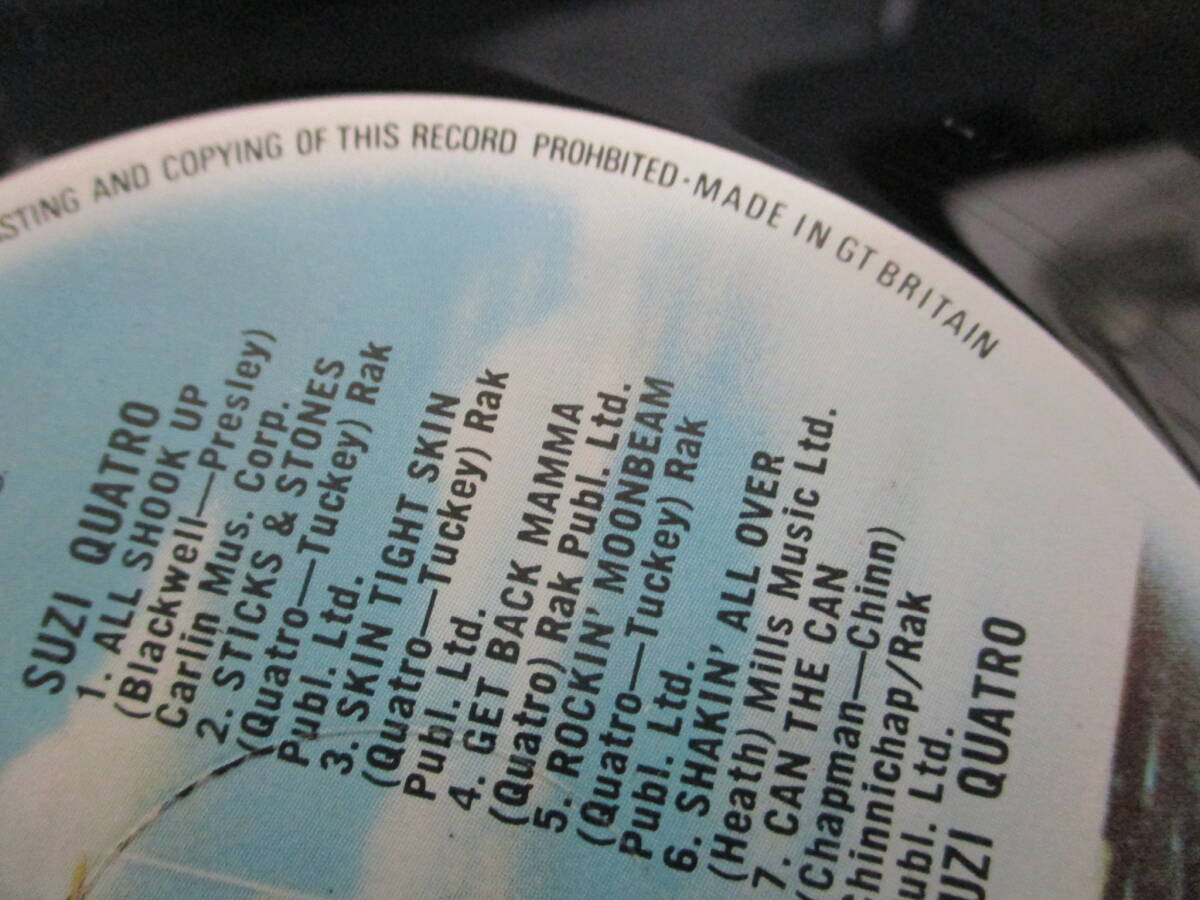 AND COPYING OF THIS RECORD PROHBITED · MADE IN GT BRITAIN
SUZI QUATRO
1. ALL SHOOK UP
(Blackwell—Presley)
Carlin Mus. Corp.
2. STICKS & STONES
(Quatro—Tuckey) Rak
Publ. Ltd.
3. SKIN TIGHT SKIN
(Quatro—Tuckey) Rak
Publ. Ltd.
4. GET BACK MAMMA
(Quatro) Rak Publ. Ltd.
5. ROCKIN' MOONBEAM
(Quatro—Tuckey) Rak
Publ. Ltd.
6. SHAKIN' ALL OVER
(Heath) Mills Music Ltd.
7. CAN THE CAN
(Chapman—Chinn)
Chinnichap/Rak
Publ. Ltd.
SUZI QUATRO